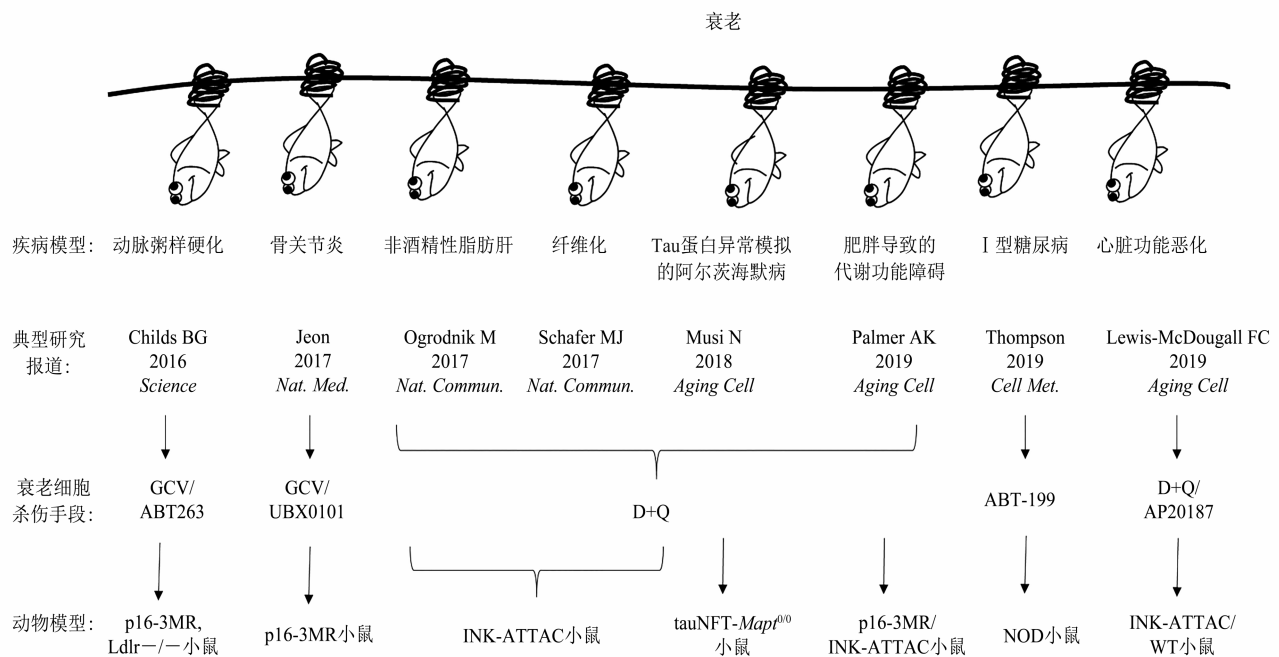 衰老
疾病模型: 动脉粥样硬化 骨关节炎 非酒精性脂肪肝 纤维化 Tau蛋白异常模拟 肥胖导致的 Ⅰ型糖尿病 心脏功能恶化
的阿尔茨海默病 代谢功能障碍
典型研究 Childs BG Jeon Ogrodnik M Schafer MJ Musi N Palmer AK Thompson Lewis-McDougall FC
报道: 2016 2017 2017 2017 2018 2019 2019 2019
Science Nat. Med. Nat. Commun. Nat. Commun. Aging Cell Aging Cell Cell Met. Aging Cell
衰老细胞 GCV/ GCV/ D+Q/
杀伤手段: ABT263 UBX0101 D+Q ABT-199 AP20187
动物模型: p16-3MR, p16-3MR小鼠 INK-ATTAC小鼠 tauNFT-Mapt0/0 p16-3MR/ NOD小鼠 INK-ATTAC/
Ldlr－/－小鼠 小鼠 INK-ATTAC小鼠 WT小鼠